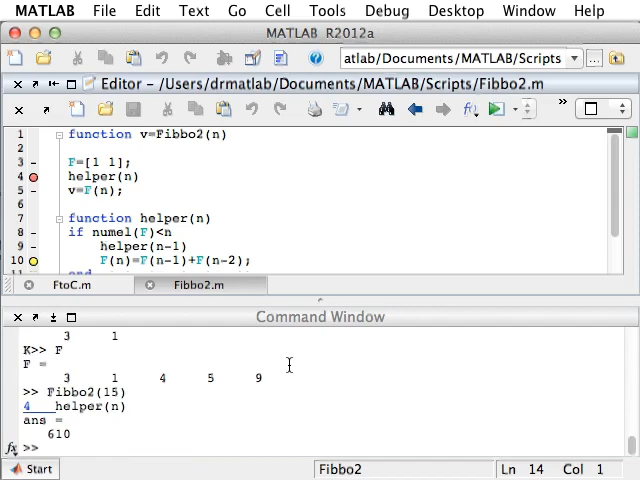 MATLAB File Edit Text Go Cell Tools Debug Desktop Window Help
MATLAB R2012a
atlab/Documents/MATLAB/Scripts
Editor – /Users/drmatlab/Documents/MATLAB/Scripts/Fibbo2.m
1 function v=Fibbo2(n)
2
3 – F=[1 1];
4 helper(n)
5 – v=F(n);
6
7 function helper(n)
8 – if numel(F)<n
9 – helper(n-1)
10 F(n)=F(n-1)+F(n-2);
11 – end
FtoC.m Fibbo2.m
Command Window
3 1
K>> F
F =
3 1 4 5 9
>> Fibbo2(15)
4 helper(n)
ans =
610
fx >>
Start Fibbo2 Ln 14 Col 1